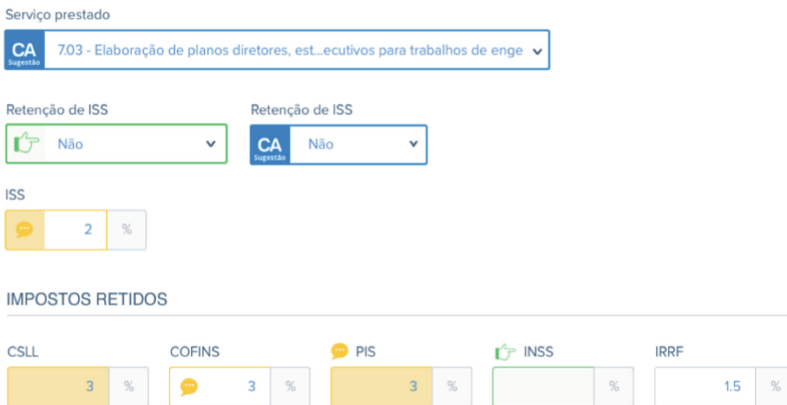 Serviço prestado
CA Sugestão 7.03 - Elaboração de planos diretores, est...ecutivos para trabalhos de enge
Retenção de ISS Retenção de ISS
Não CA Sugestão Não
ISS
2 %
IMPOSTOS RETIDOS
CSLL COFINS PIS INSS IRRF
3 % 3 % 3 % % 1.5 %